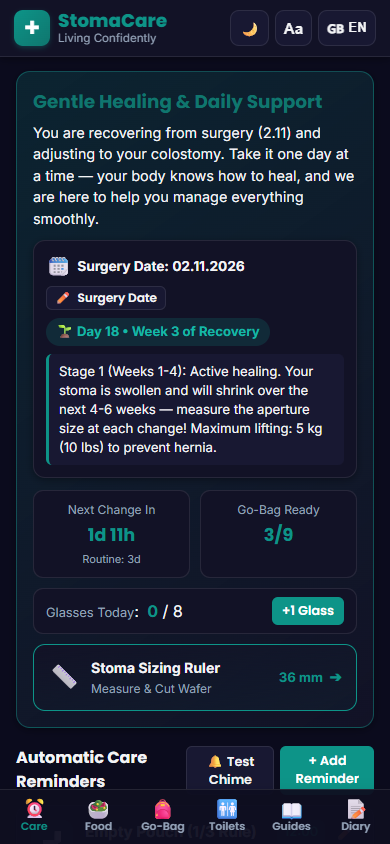 StomaCare
Living Confidently
Aa
GB EN
Gentle Healing & Daily Support
You are recovering from surgery (2.11) and
adjusting to your colostomy. Take it one day at
a time — your body knows how to heal, and we
are here to help you manage everything
smoothly.
Surgery Date: 02.11.2026
Surgery Date
Day 18 • Week 3 of Recovery
Stage 1 (Weeks 1-4): Active healing. Your
stoma is swollen and will shrink over the
next 4-6 weeks — measure the aperture
size at each change! Maximum lifting: 5 kg
(10 lbs) to prevent hernia.
Next Change In
1d 11h
Routine: 3d
Go-Bag Ready
3/9
Glasses Today: 0 / 8
+1 Glass
Stoma Sizing Ruler
Measure & Cut Wafer
36 mm ➔
Automatic Care
Reminders
Test
Chime
+ Add
Reminder
Empty Pouch (1/3
Care
Food
Go-Bag
Toilets
Guides
Diary